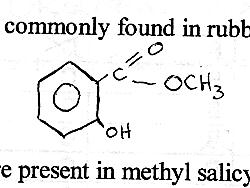 commonly found in rubb
O
C
OCH3
OH
re present in methyl salicy